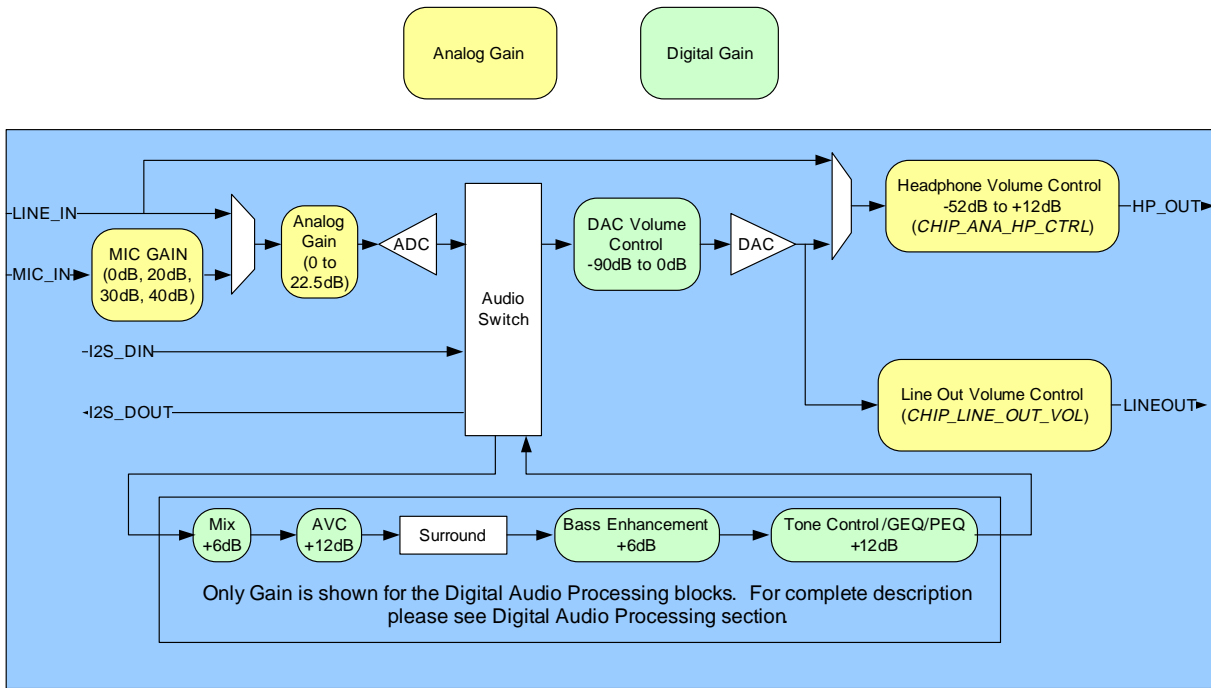 Analog Gain
Digital Gain
LINE_IN
MIC_IN
MIC GAIN
(0dB, 20dB,
30dB, 40dB)
Analog
Gain
(0 to
22.5dB)
ADC
Audio
Switch
DAC Volume
Control
-90dB to 0dB
DAC
Headphone Volume Control
-52dB to +12dB
(CHIP_ANA_HP_CTRL)
HP_OUT
I2S_DIN
I2S_DOUT
Line Out Volume Control
(CHIP_LINE_OUT_VOL)
LINEOUT
Mix
+6dB
AVC
+12dB
Surround
Bass Enhancement
+6dB
Tone Control/GEQ/PEQ
+12dB
Only Gain is shown for the Digital Audio Processing blocks. For complete description
please see Digital Audio Processing section.